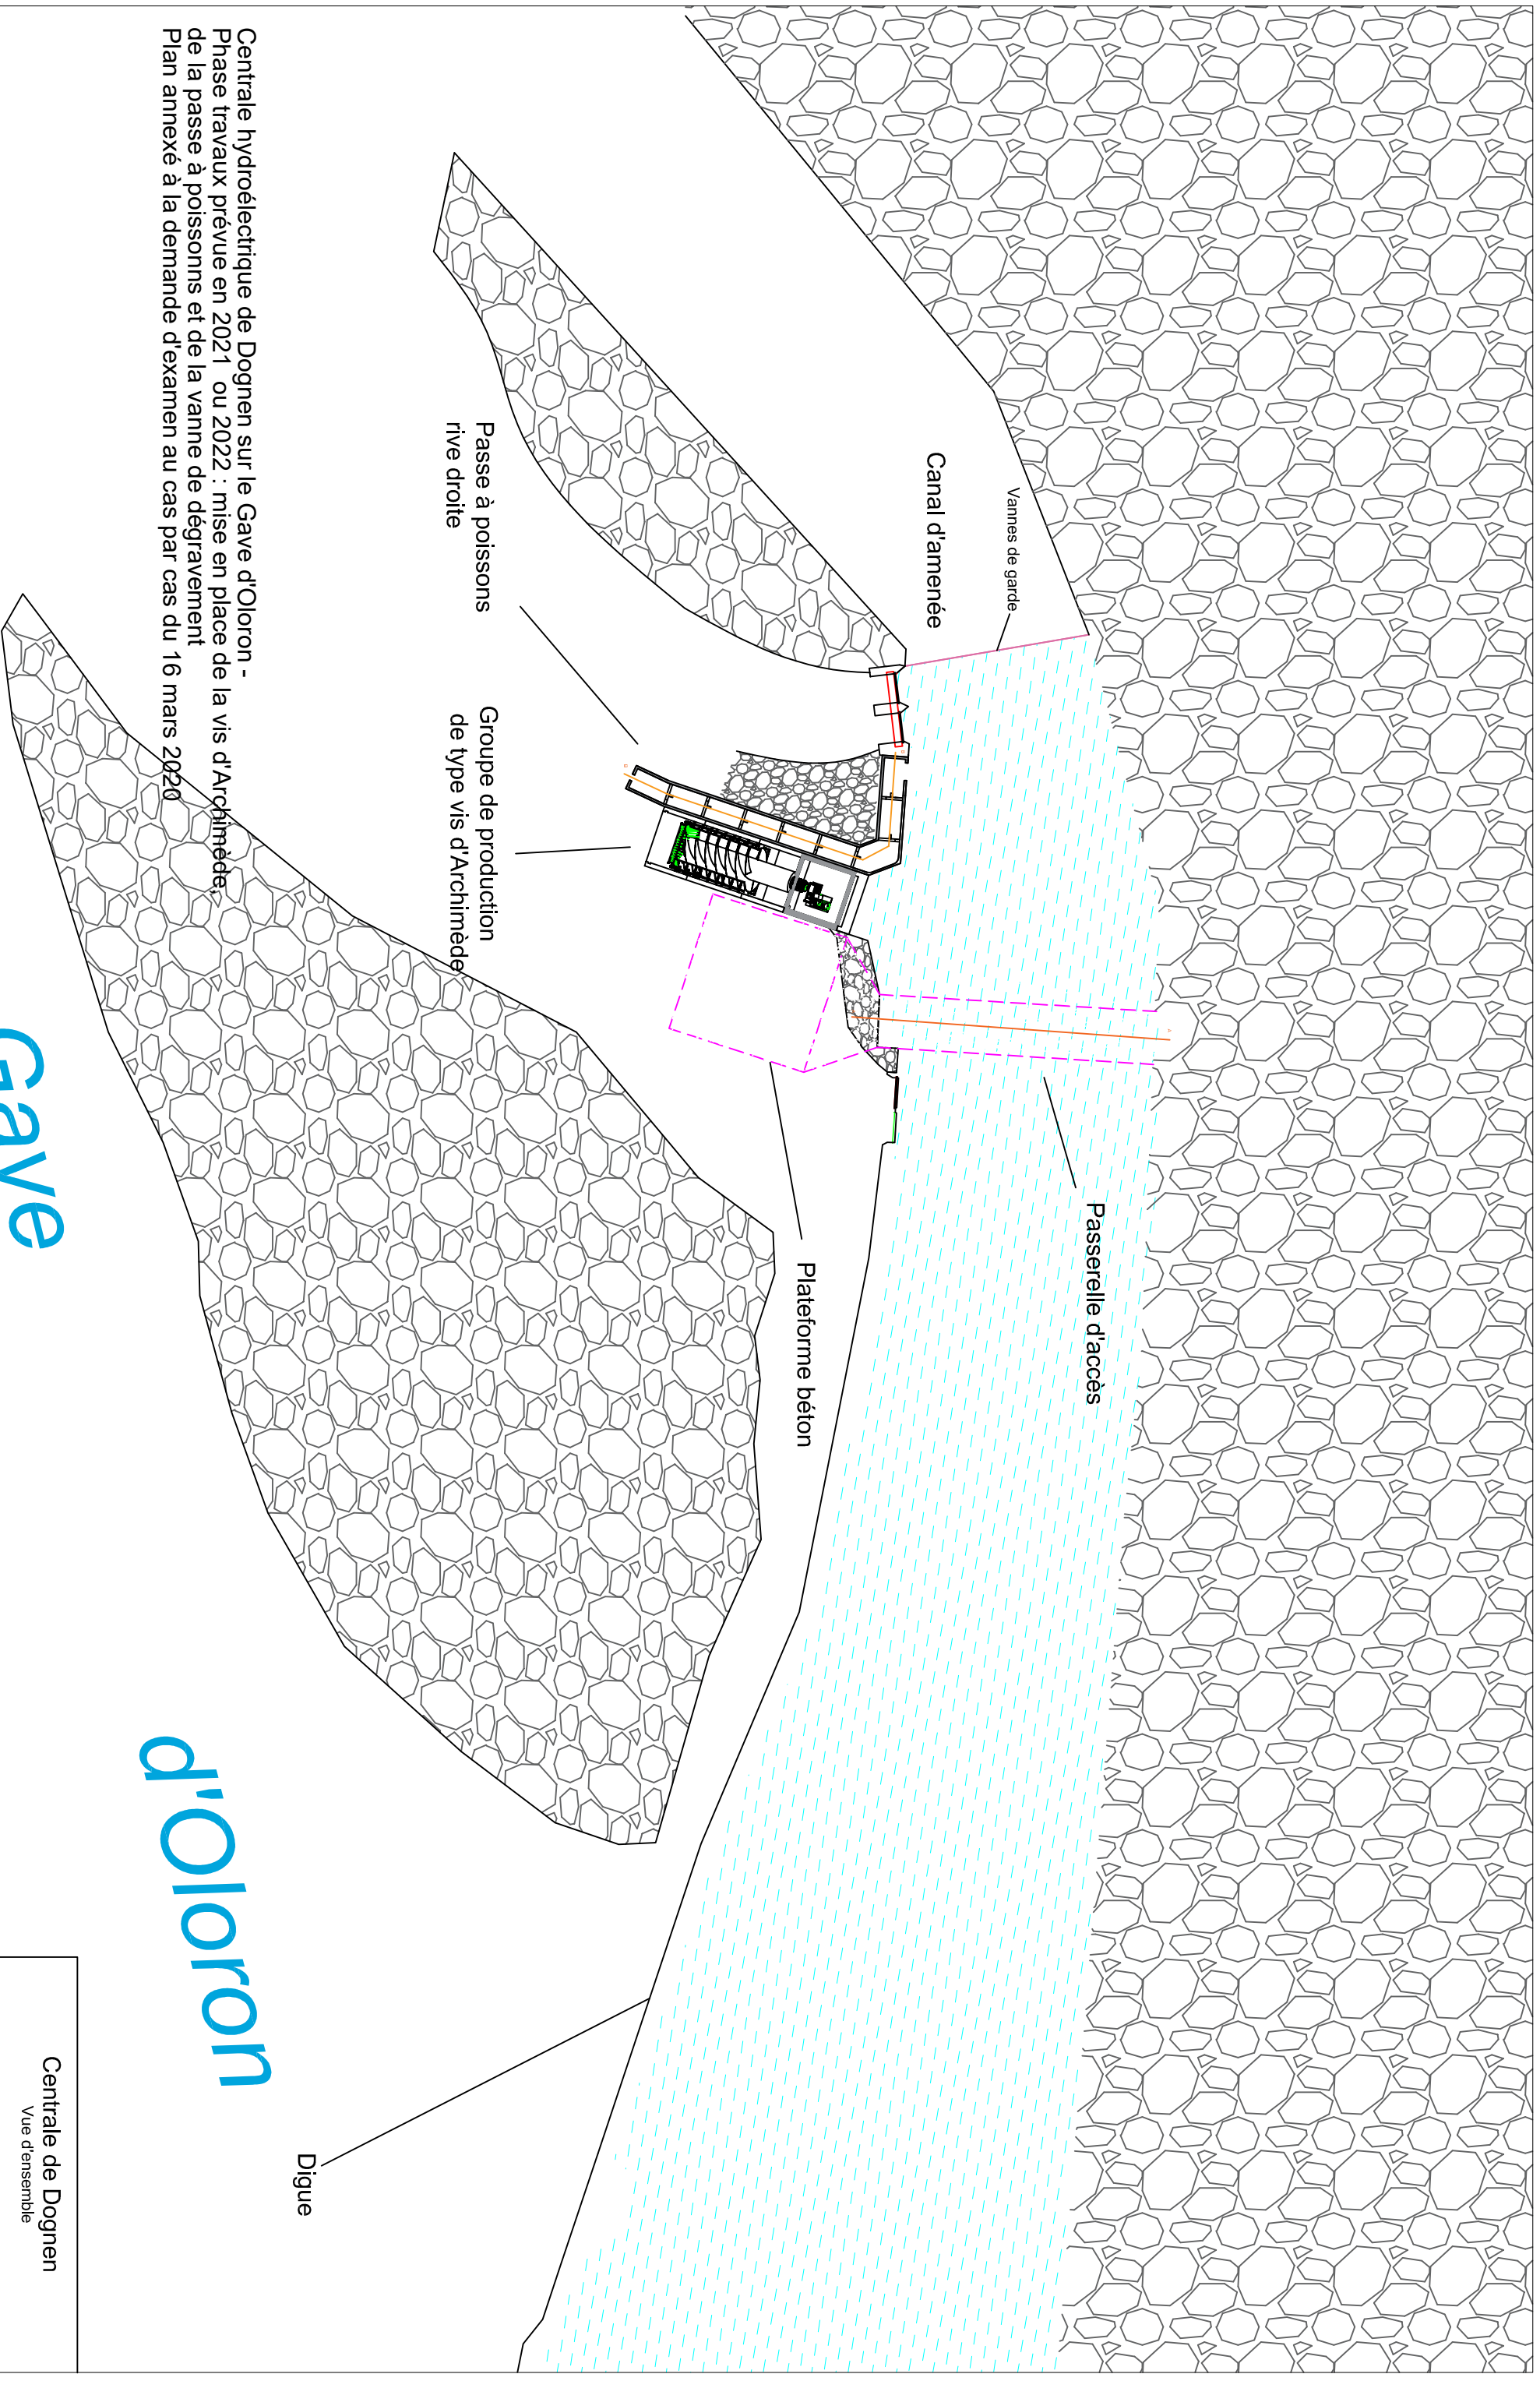 Centrale hydroélectrique de Dognen sur le Gave d'Oloron -
Phase travaux prévue en 2021 ou 2022 : mise en place de la vis d'Archimède,
de la passe à poissonns et de la vanne de dégravement
Plan annexé à la demande d'examen au cas par cas du 16 mars 2020
Vannes de garde
Canal d'amenée
Passe à poissons
rive droite
Groupe de production
de type vis d'Archimède
Passerelle d'accès
Plateforme béton
Gave
d'Oloron
Digue
Centrale de Dognen
Vue d'ensemble